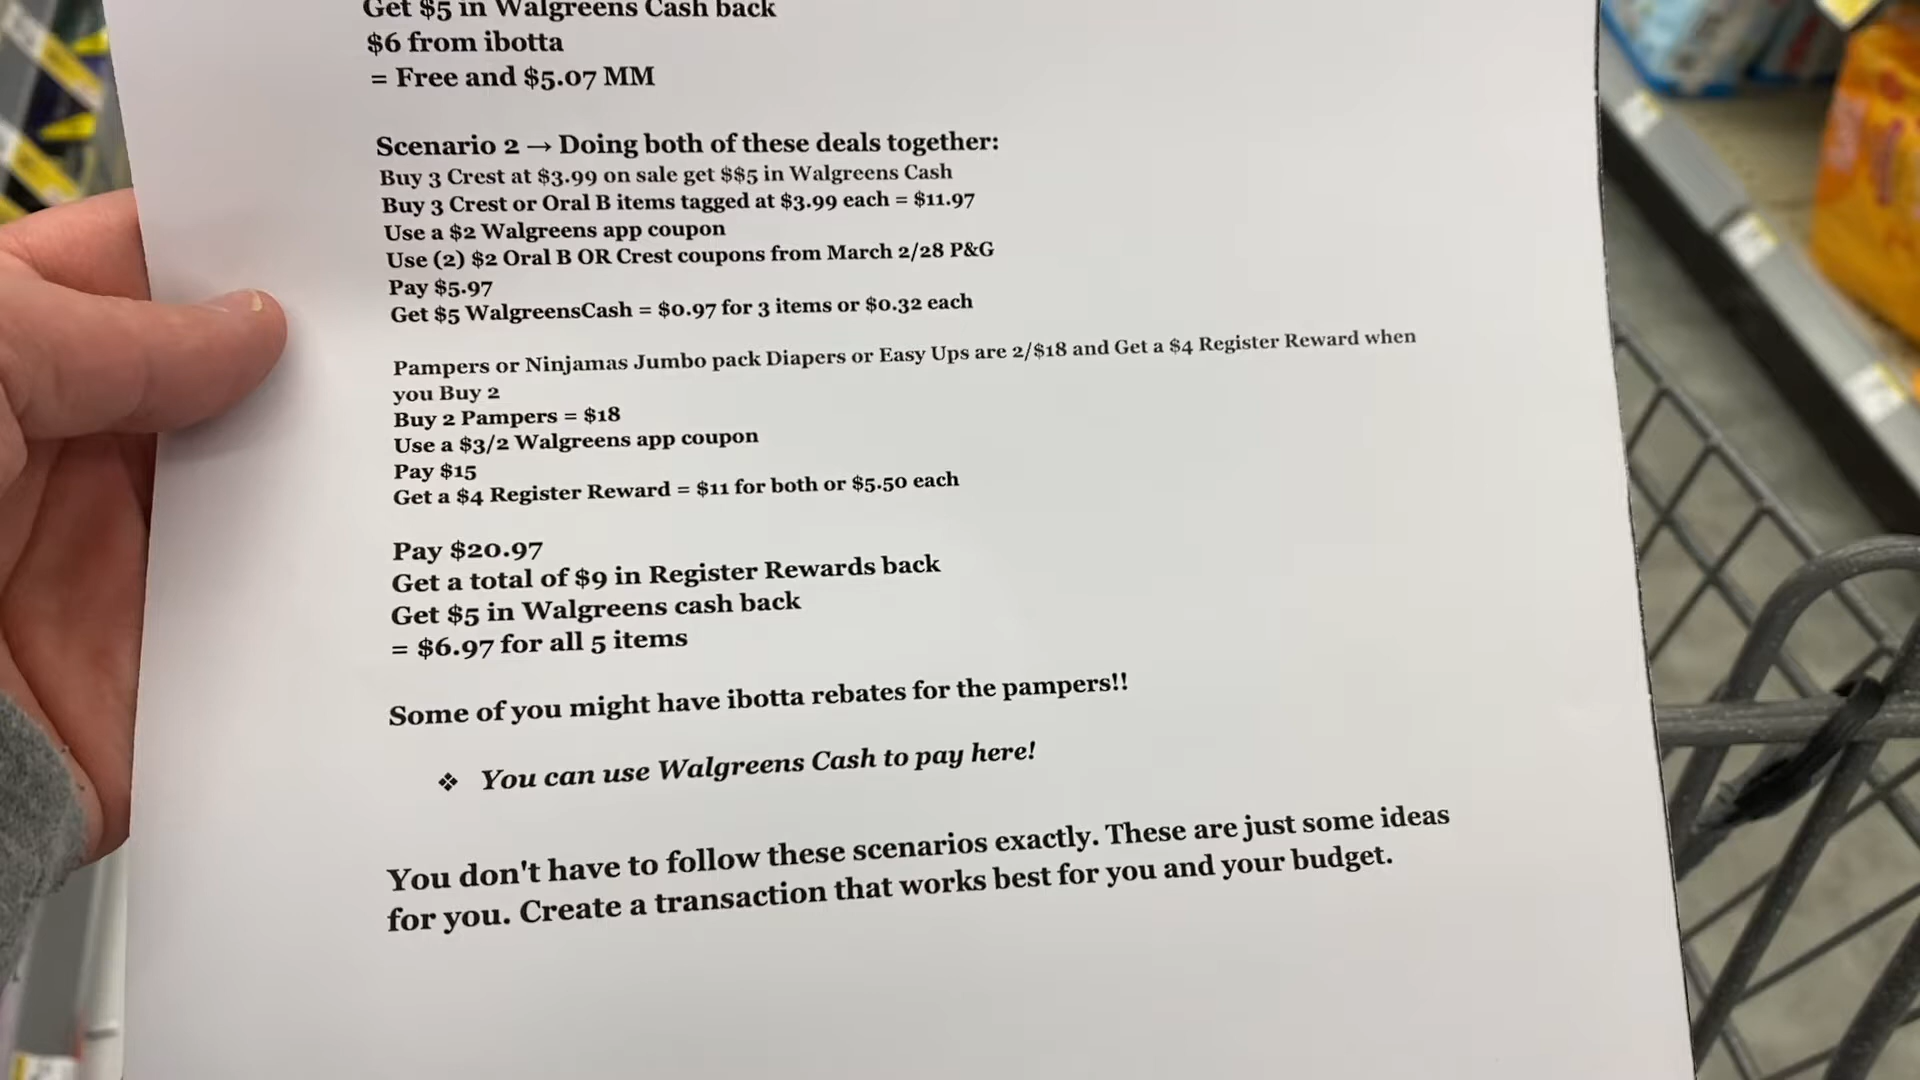 Get $5 in Walgreens Cash back
$6 from ibotta
= Free and $5.07 MM
Scenario 2 → Doing both of these deals together:
Buy 3 Crest at $3.99 on sale get $$5 in Walgreens Cash
Buy 3 Crest or Oral B items tagged at $3.99 each = $11.97
Use a $2 Walgreens app coupon
Use (2) $2 Oral B OR Crest coupons from March 2/28 P&G
Pay $5.97
Get $5 WalgreensCash = $0.97 for 3 items or $0.32 each
Pampers or Ninjamas Jumbo pack Diapers or Easy Ups are 2/$18 and Get a $4 Register Reward when
you Buy 2
Buy 2 Pampers = $18
Use a $3/2 Walgreens app coupon
Pay $15
Get a $4 Register Reward = $11 for both or $5.50 each
Pay $20.97
Get a total of $9 in Register Rewards back
Get $5 in Walgreens cash back
= $6.97 for all 5 items
Some of you might have ibotta rebates for the pampers!!
❖ You can use Walgreens Cash to pay here!
You don't have to follow these scenarios exactly. These are just some ideas
for you. Create a transaction that works best for you and your budget.